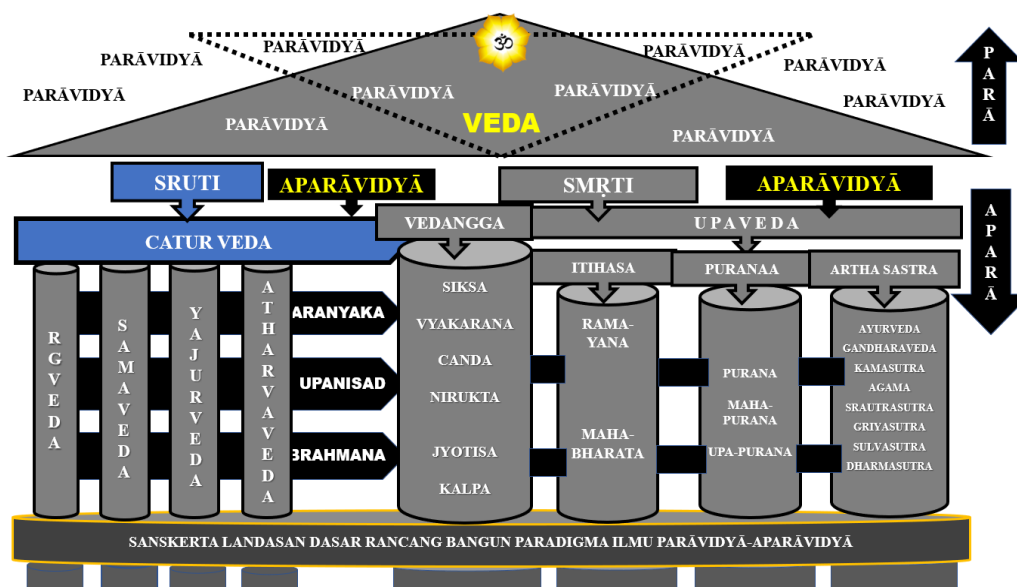 ॐ
PARĀVIDYĀ
PARĀVIDYĀ
PARĀVIDYĀ
PARĀVIDYĀ
PARĀVIDYĀ
PARĀVIDYĀ
PARĀVIDYĀ
PARĀVIDYĀ
PARĀVIDYĀ
PARĀVIDYĀ
VEDA
PARĀVIDYĀ
PARĀ
SRUTI
APARĀVIDYĀ
SMṚTI
APARĀVIDYĀ
APARĀ
CATUR VEDA
VEDANGGA
U P A V E D A
ITIHASA
PURANAA
ARTHA SASTRA
RGVEDA
SAMAVEDA
YAJURVEDA
ATHARVAVEDA
ARANYAKA
UPANISAD
BRAHMANA
SIKSA
VYAKARANA
CANDA
NIRUKTA
JYOTISA
KALPA
RAMA-
YANA
MAHA-
BHARATA
PURANA
MAHA-
PURANA
UPA-PURANA
AYURVEDA
GANDHARAVEDA
KAMASUTRA
AGAMA
SRAUTRASUTRA
GRIYASUTRA
SULVASUTRA
DHARMASUTRA
SANSKERTA LANDASAN DASAR RANCANG BANGUN PARADIGMA ILMU PARĀVIDYĀ-APARĀVIDYĀ